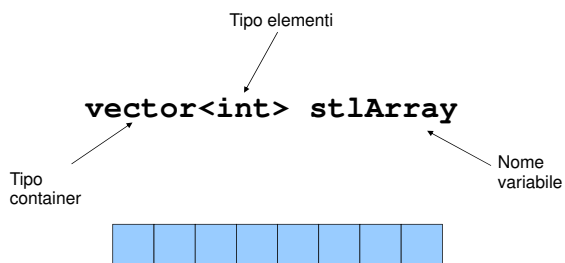 Tipo elementi
vector<int> stlArray
Tipo
container
Nome
variabile